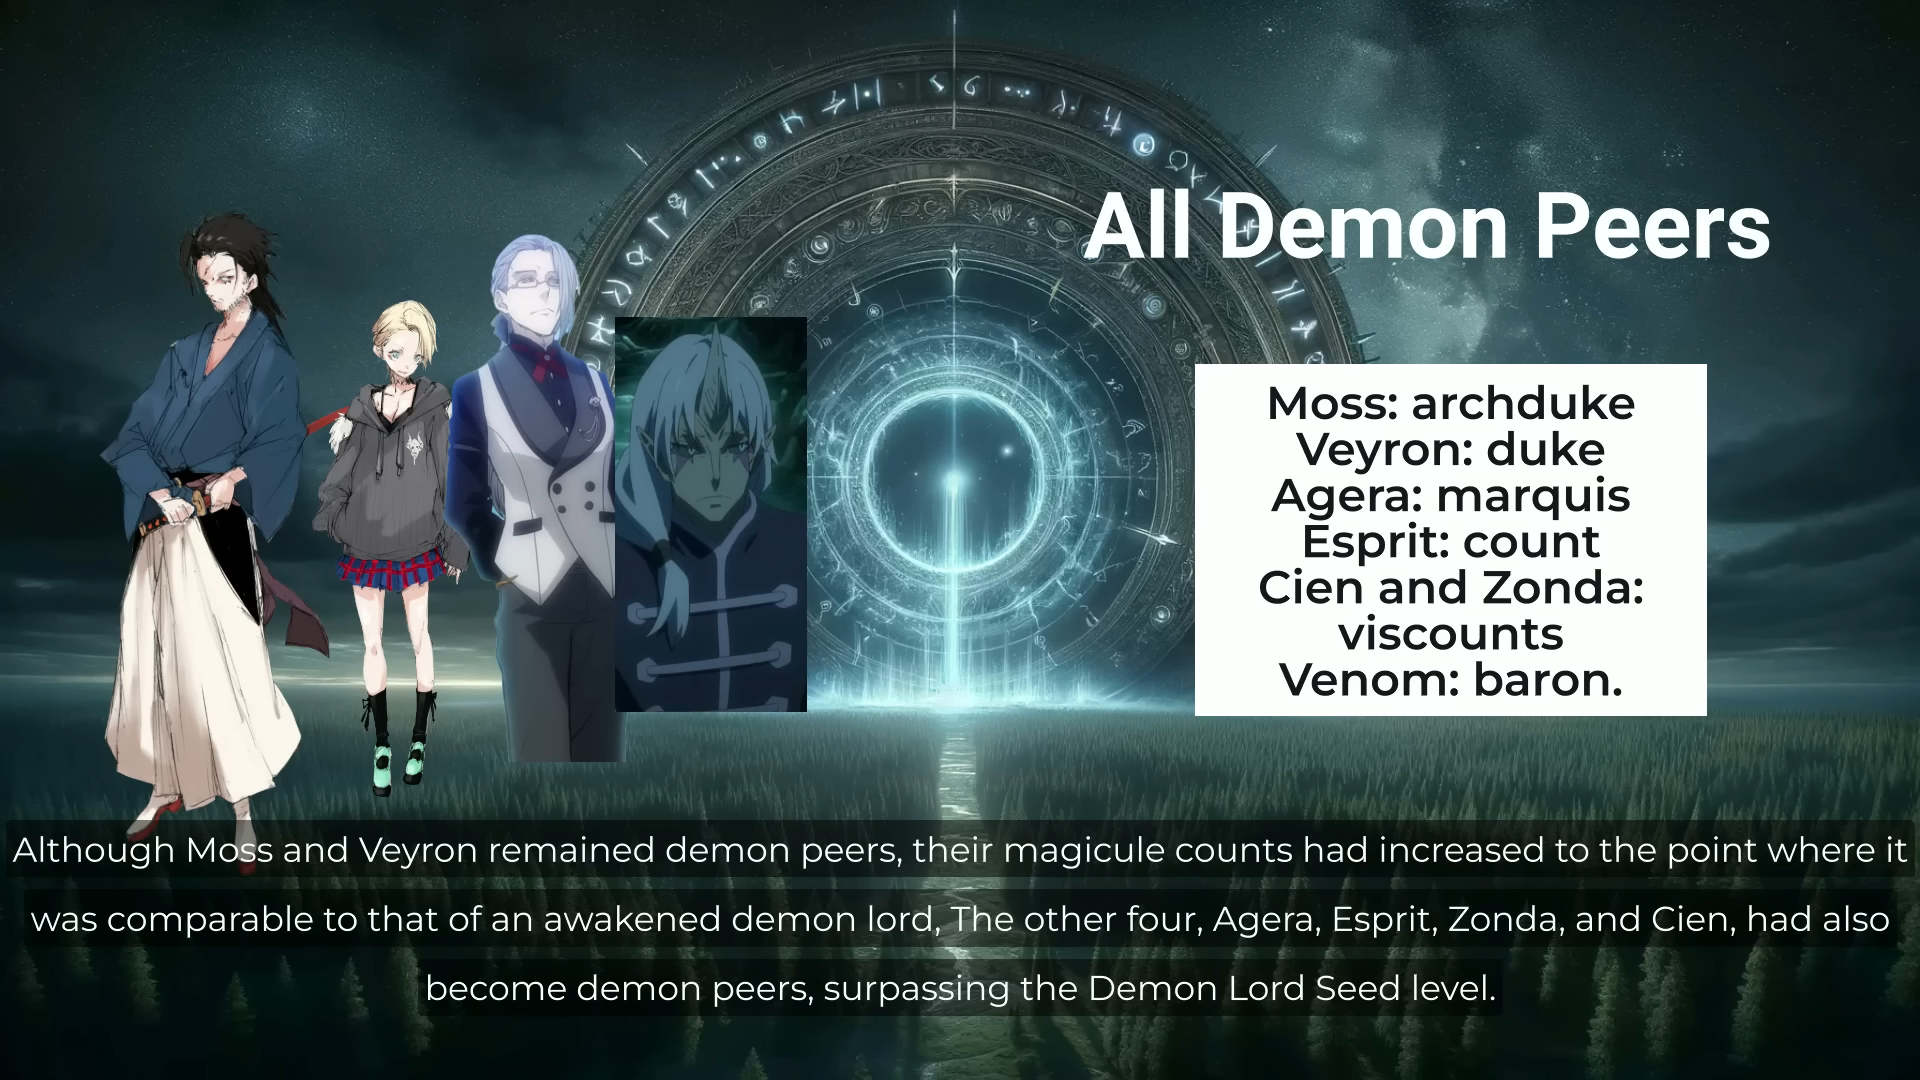 All Demon Peers
Moss: archduke
Veyron: duke
Agera: marquis
Esprit: count
Cien and Zonda:
viscounts
Venom: baron.
Although Moss and Veyron remained demon peers, their magicule counts had increased to the point where it
was comparable to that of an awakened demon lord, The other four, Agera, Esprit, Zonda, and Cien, had also
become demon peers, surpassing the Demon Lord Seed level.